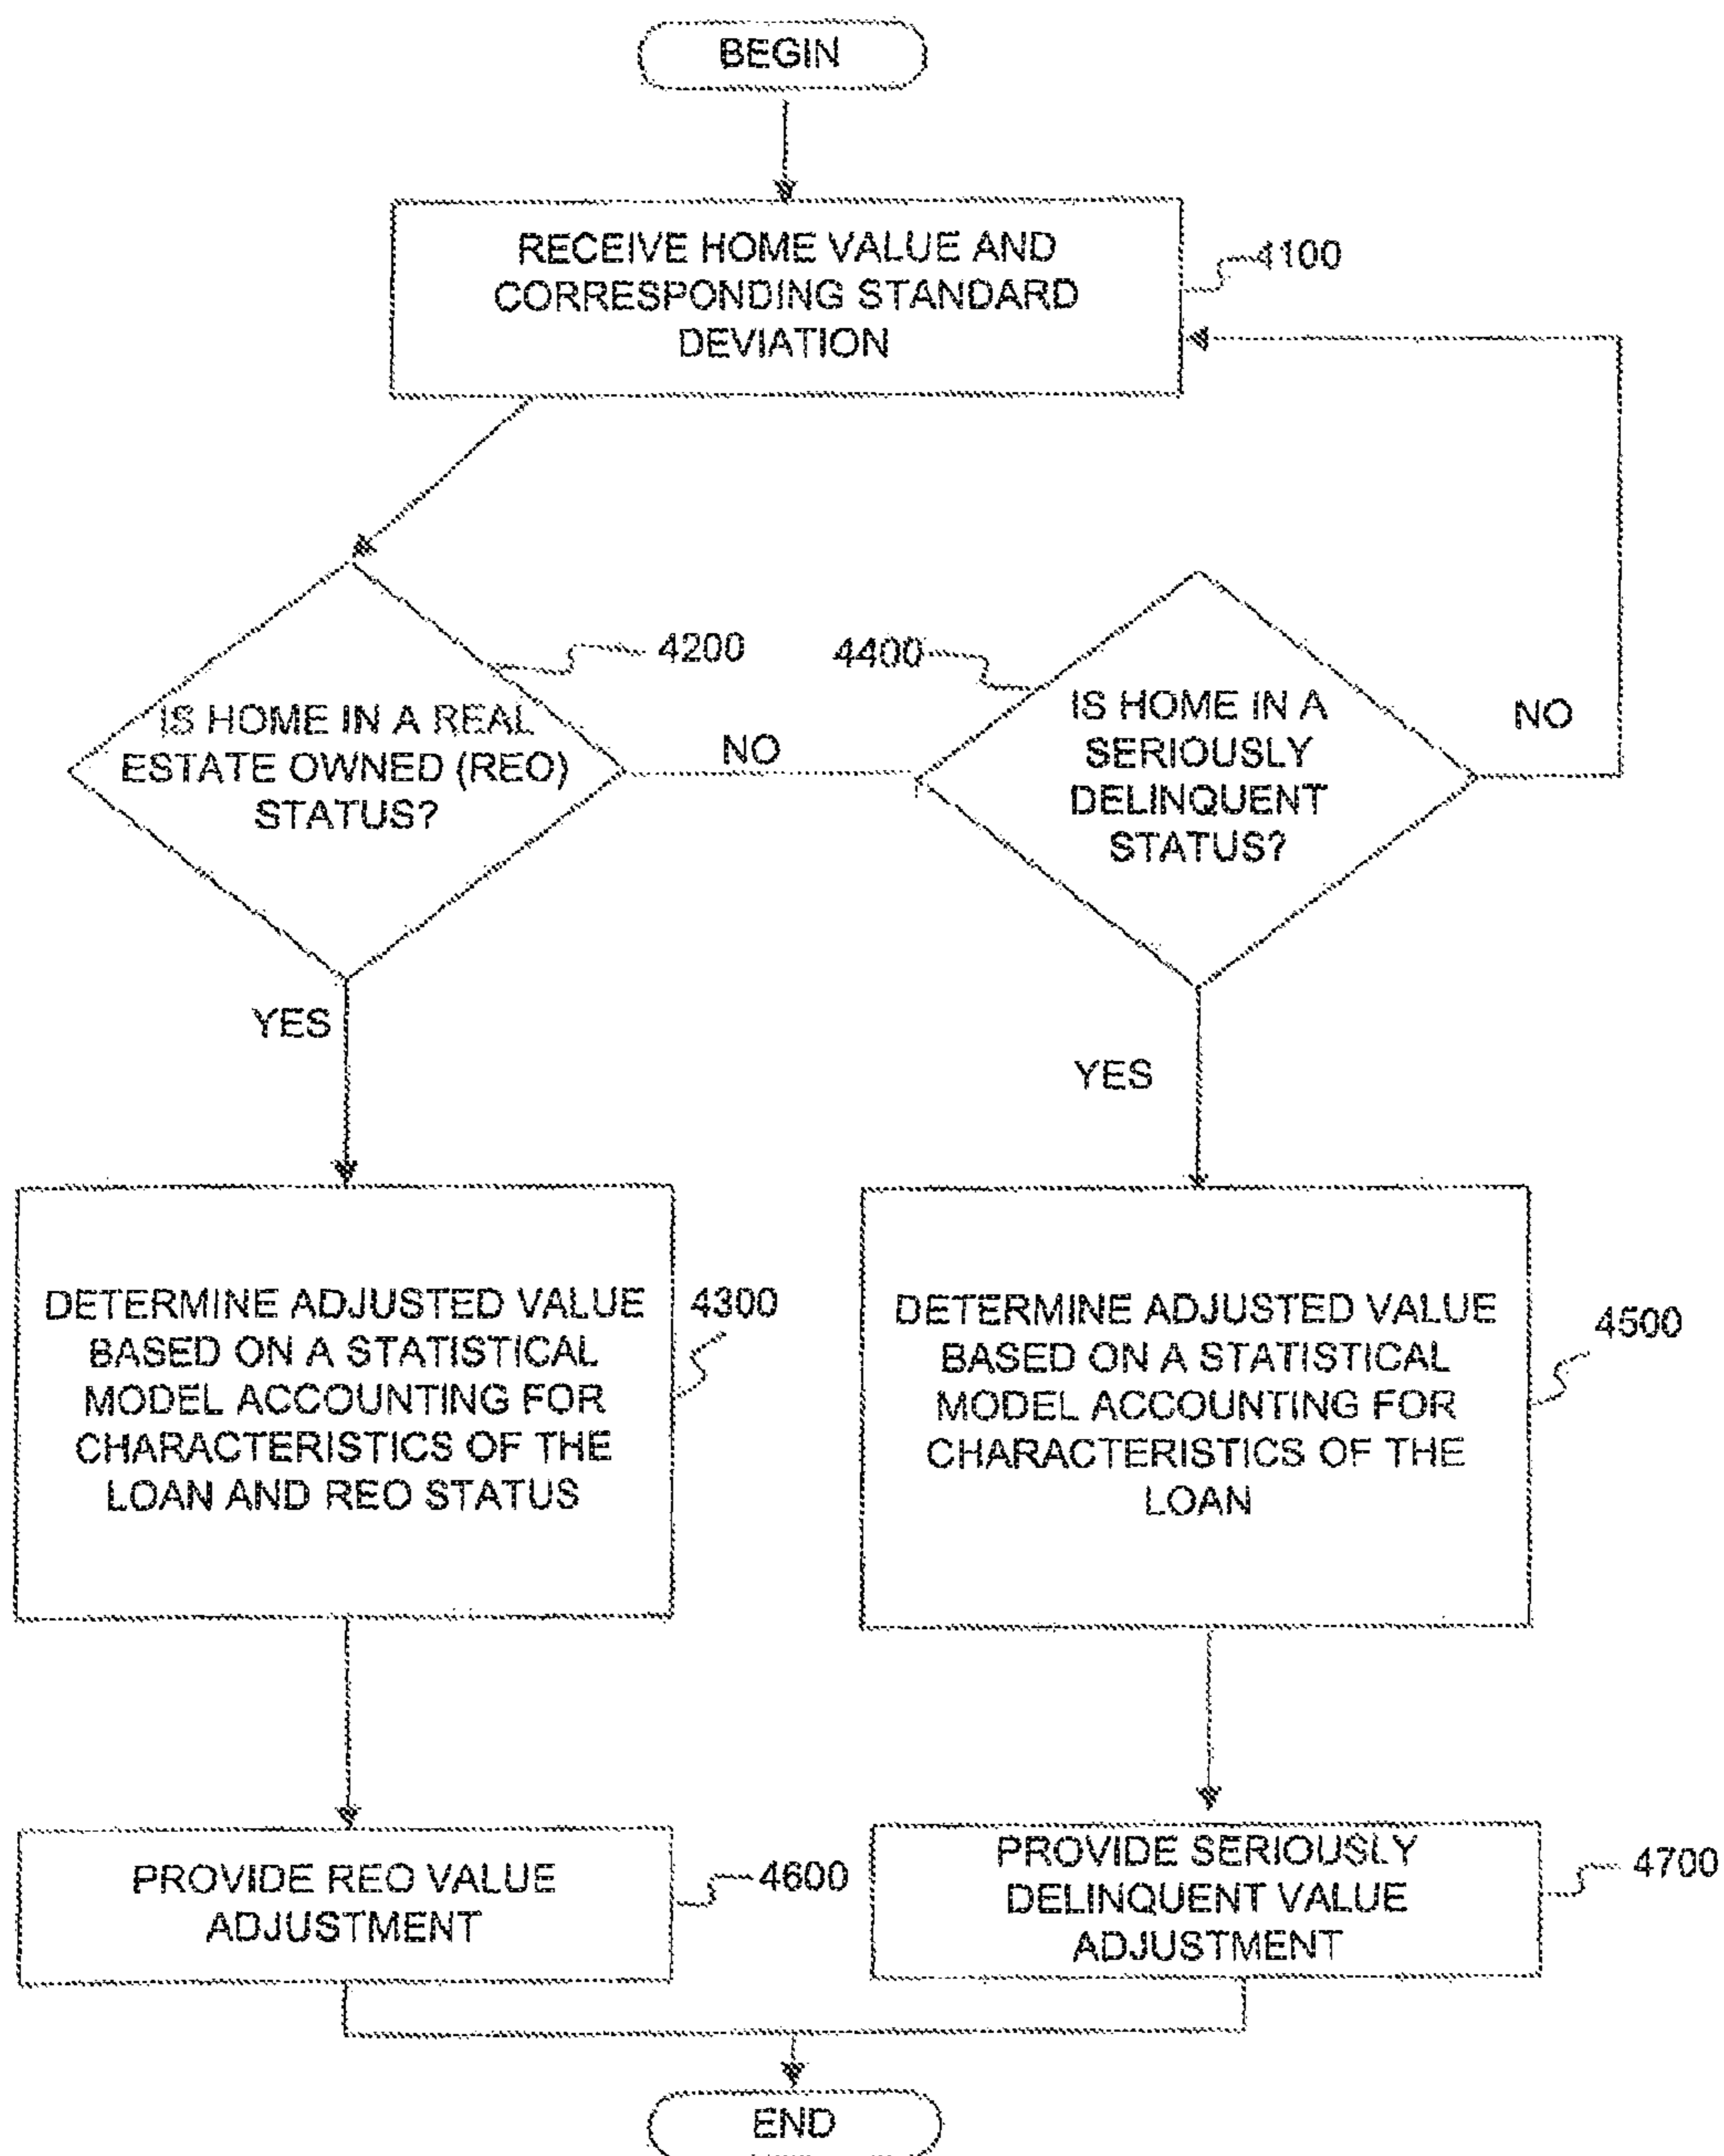 BEGIN
RECEIVE HOME VALUE AND
CORRESPONDING STANDARD
DEVIATION
4100
4200
4400
IS HOME IN A REAL
ESTATE OWNED (REO)
STATUS?
NO
IS HOME IN A
SERIOUSLY
DELINQUENT
STATUS?
NO
YES
YES
DETERMINE ADJUSTED VALUE
BASED ON A STATISTICAL
MODEL ACCOUNTING FOR
CHARACTERISTICS OF THE
LOAN AND REO STATUS
4300
DETERMINE ADJUSTED VALUE
BASED ON A STATISTICAL
MODEL ACCOUNTING FOR
CHARACTERISTICS OF THE
LOAN
4500
PROVIDE REO VALUE
ADJUSTMENT
4600
PROVIDE SERIOUSLY
DELINQUENT VALUE
ADJUSTMENT
4700
END